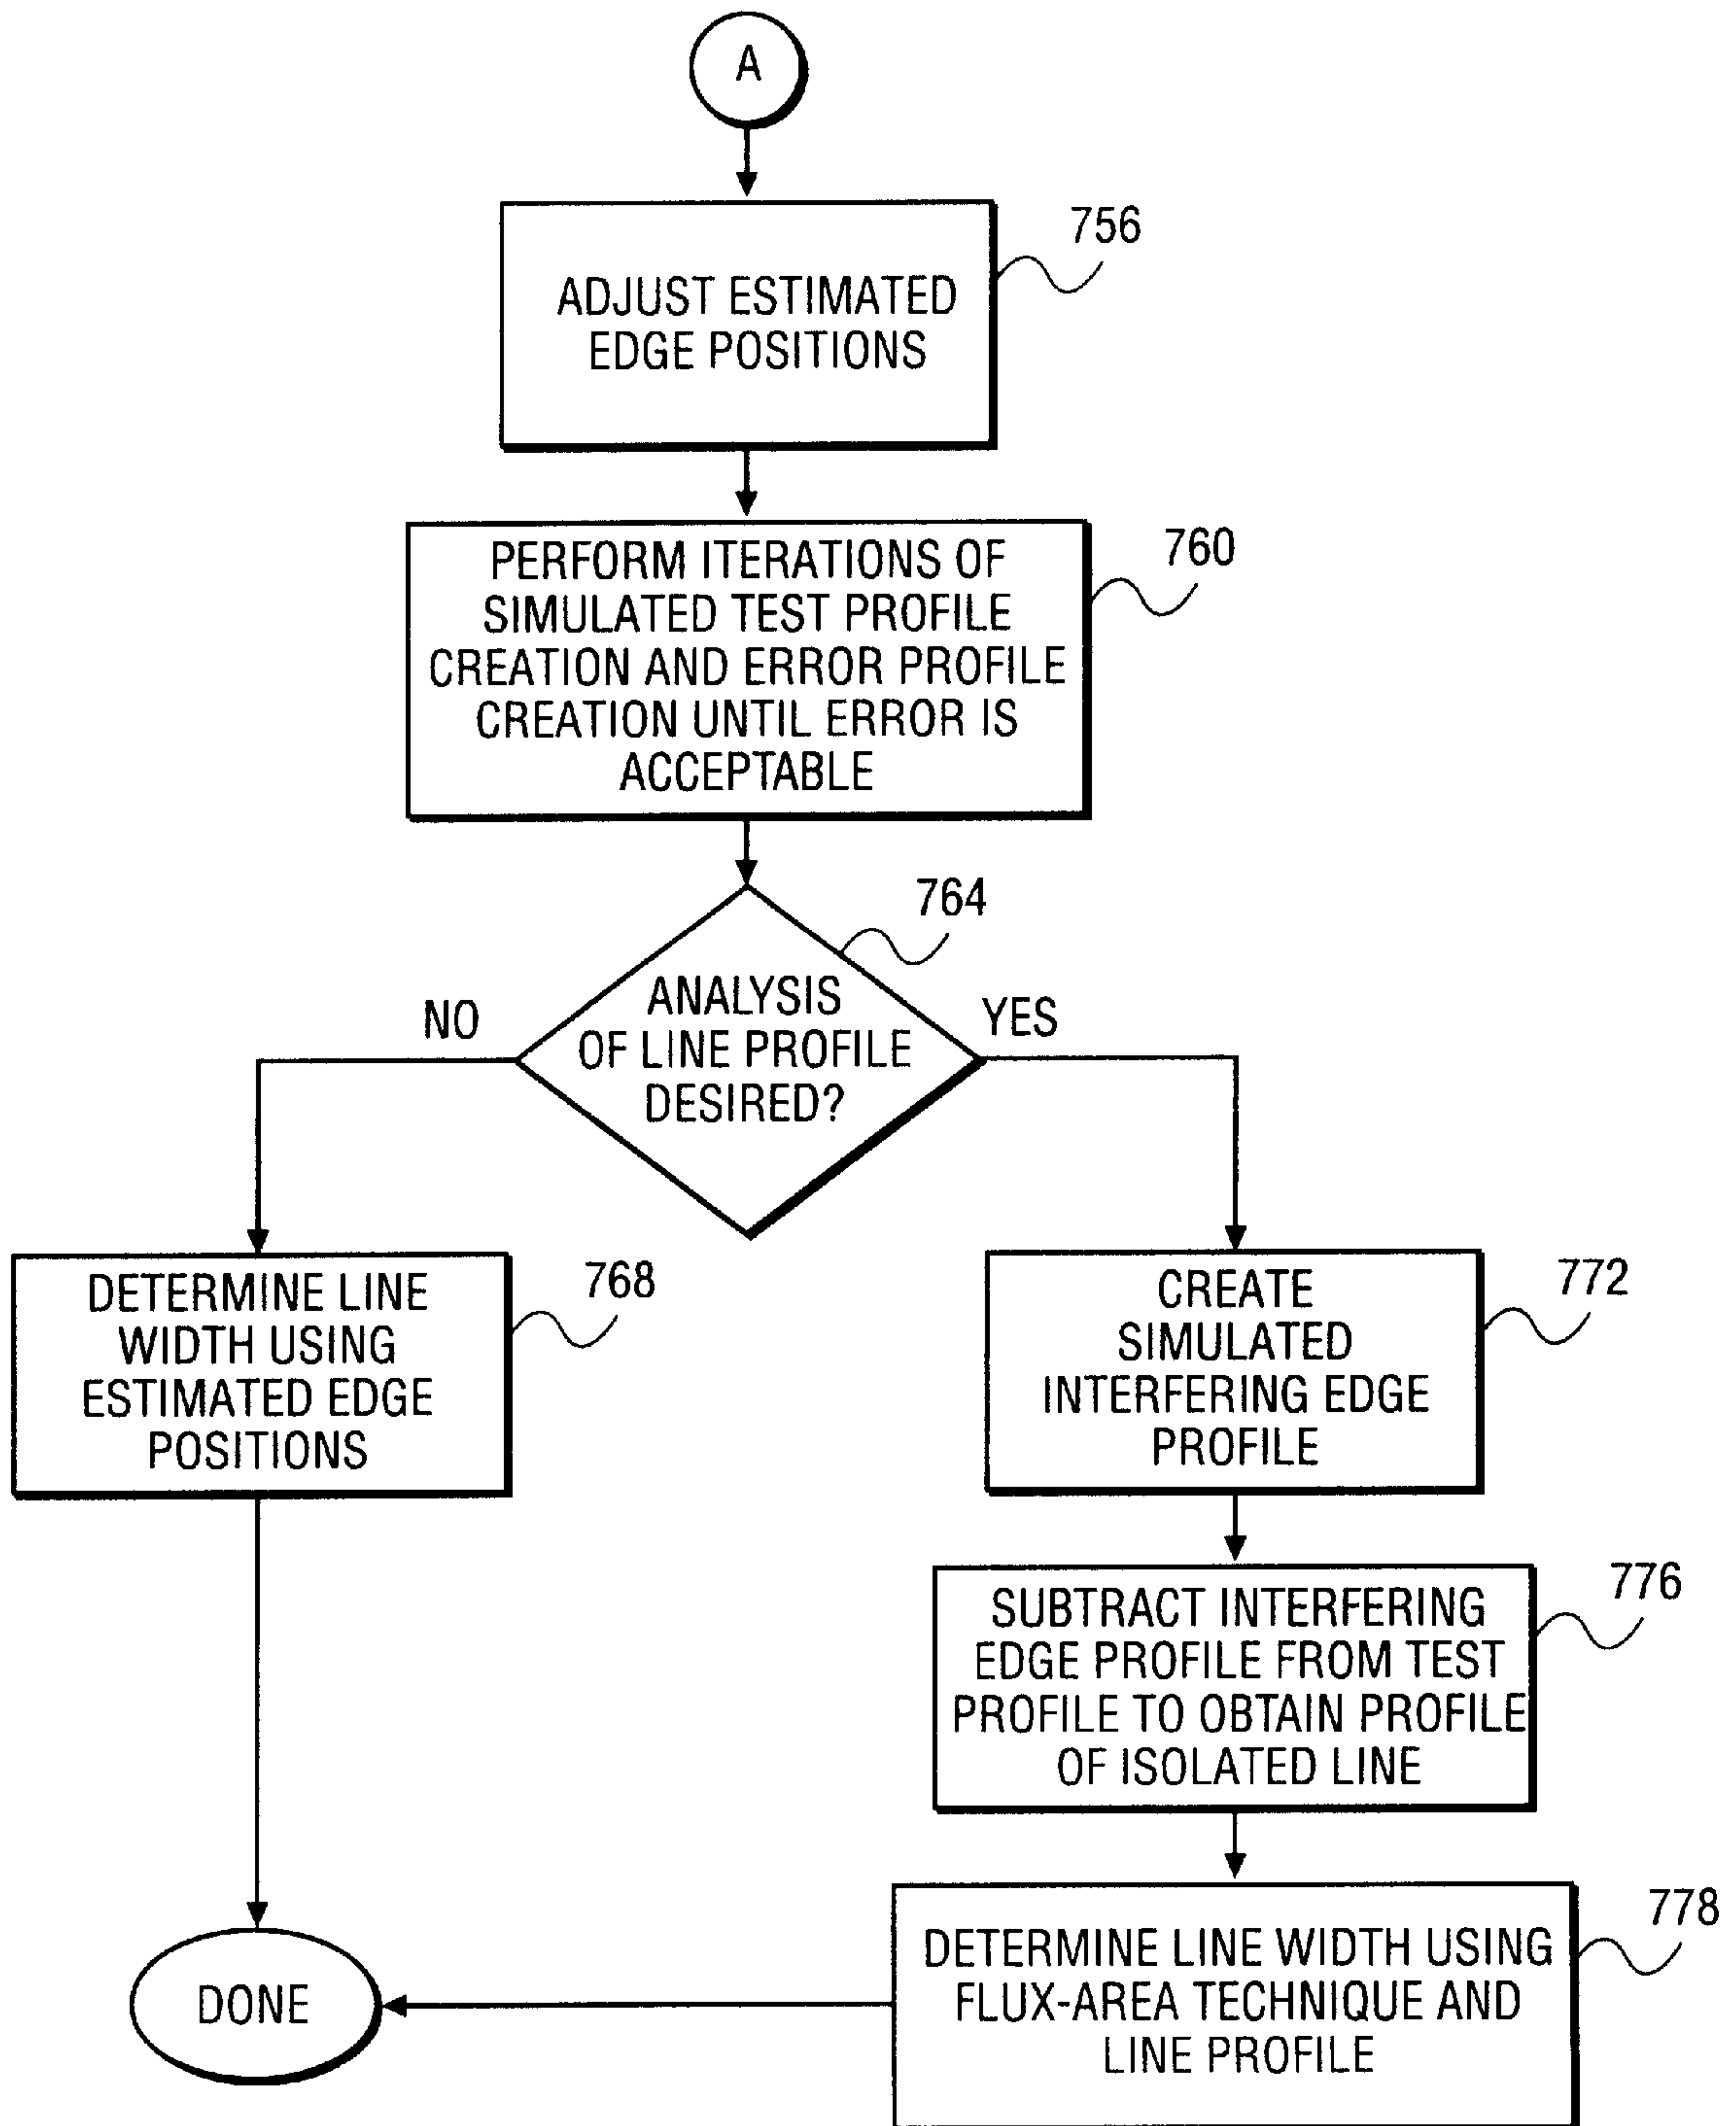 A
756
ADJUST ESTIMATED
EDGE POSITIONS
760
PERFORM ITERATIONS OF
SIMULATED TEST PROFILE
CREATION AND ERROR PROFILE
CREATION UNTIL ERROR IS
ACCEPTABLE
764
ANALYSIS
OF LINE PROFILE
DESIRED?
NO
YES
768
DETERMINE LINE
WIDTH USING
ESTIMATED EDGE
POSITIONS
772
CREATE
SIMULATED
INTERFERING EDGE
PROFILE
776
SUBTRACT INTERFERING
EDGE PROFILE FROM TEST
PROFILE TO OBTAIN PROFILE
OF ISOLATED LINE
778
DETERMINE LINE WIDTH USING
FLUX-AREA TECHNIQUE AND
LINE PROFILE
DONE